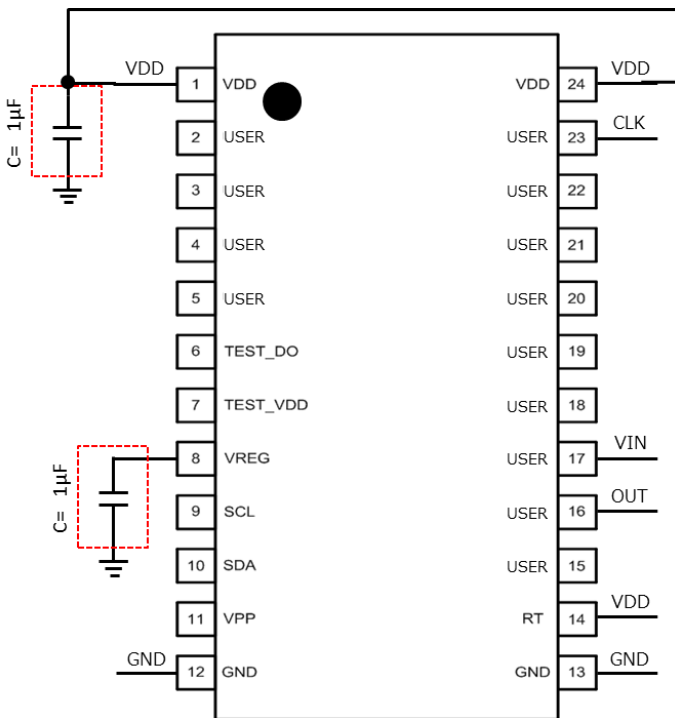 VDD 1 VDD VDD 24 VDD
C= 1µF
2 USER USER 23 CLK
3 USER USER 22
4 USER USER 21
5 USER USER 20
6 TEST_DO USER 19
7 TEST_VDD USER 18
C= 1µF
8 VREG USER 17 VIN
9 SCL USER 16 OUT
10 SDA USER 15
11 VPP RT 14 VDD
GND 12 GND GND 13 GND